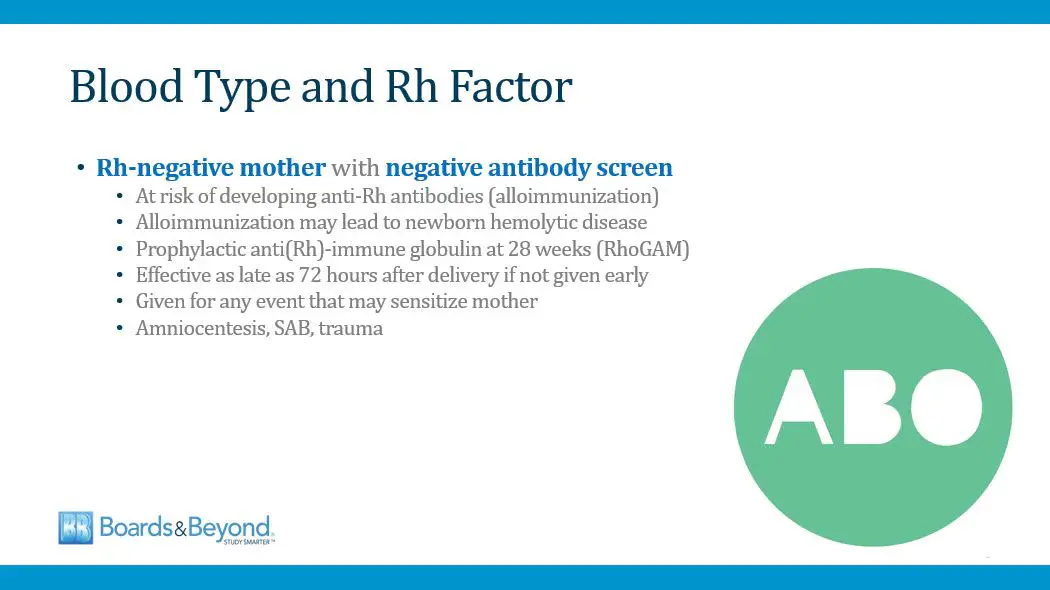 Blood Type and Rh Factor
• Rh-negative mother with negative antibody screen
• At risk of developing anti-Rh antibodies (alloimmunization)
• Alloimmunization may lead to newborn hemolytic disease
• Prophylactic anti(Rh)-immune globulin at 28 weeks (RhoGAM)
• Effective as late as 72 hours after delivery if not given early
• Given for any event that may sensitize mother
• Amniocentesis, SAB, trauma
ABO
BB Boards&Beyond®
STUDY SMARTER™